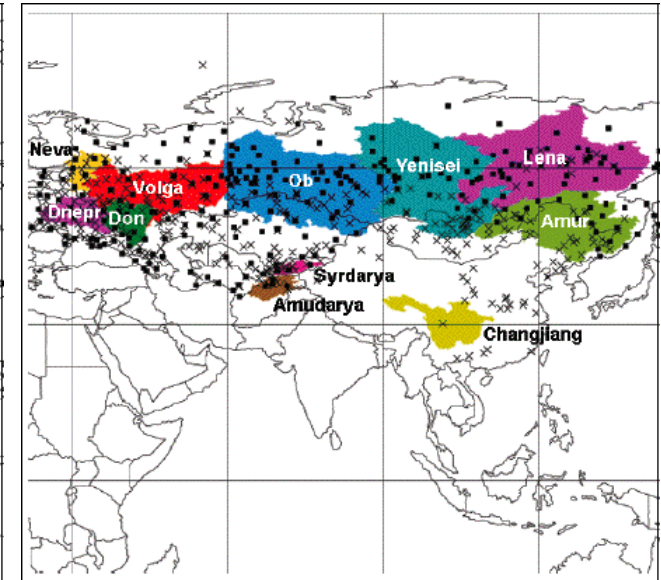 Neva
Volga
Ob
Yenisei
Lena
Dnepr
Don
Amur
Syrdarya
Amudarya
Changjiang